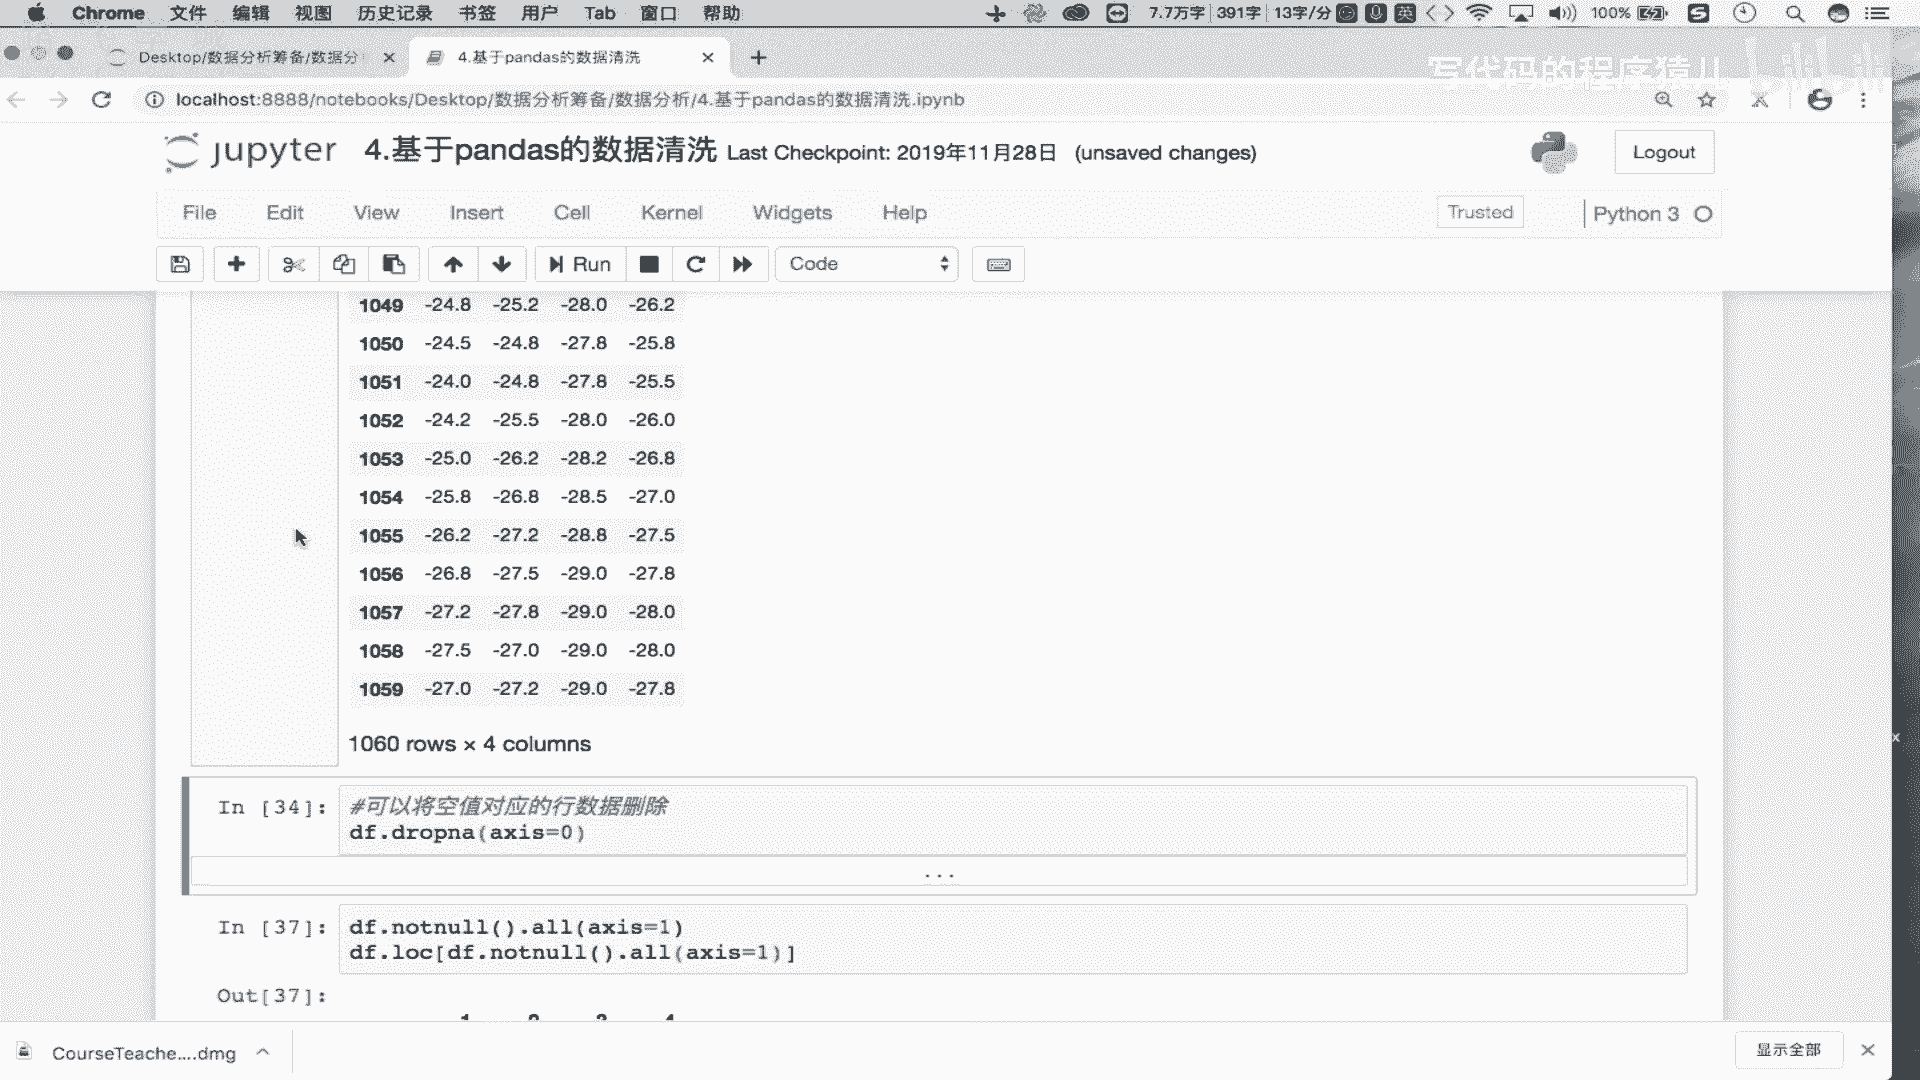 Chrome 文件 编辑 视图 历史记录 书签 用户 Tab 窗口 帮助 7.7万字 391字 13字/分 英 100%
Desktop/数据分析筹备/数据分
4.基于pandas的数据清洗
写代码的程序猿儿 bilibili
localhost:8888/notebooks/Desktop/数据分析筹备/数据分析/4.基于pandas的数据清洗.ipynb
jupyter 4.基于pandas的数据清洗 Last Checkpoint: 2019年11月28日 (unsaved changes) Logout
File Edit View Insert Cell Kernel Widgets Help Trusted Python 3
Run Code
1049 -24.8 -25.2 -28.0 -26.2
1050 -24.5 -24.8 -27.8 -25.8
1051 -24.0 -24.8 -27.8 -25.5
1052 -24.2 -25.5 -28.0 -26.0
1053 -25.0 -26.2 -28.2 -26.8
1054 -25.8 -26.8 -28.5 -27.0
1055 -26.2 -27.2 -28.8 -27.5
1056 -26.8 -27.5 -29.0 -27.8
1057 -27.2 -27.8 -29.0 -28.0
1058 -27.5 -27.0 -29.0 -28.0
1059 -27.0 -27.2 -29.0 -27.8
1060 rows × 4 columns
In [34]: #可以将空值对应的行数据删除
df.dropna(axis=0)
...
In [37]: df.notnull().all(axis=1)
df.loc[df.notnull().all(axis=1)]
Out[37]:
1 2 3 4
CourseTeache....dmg 显示全部